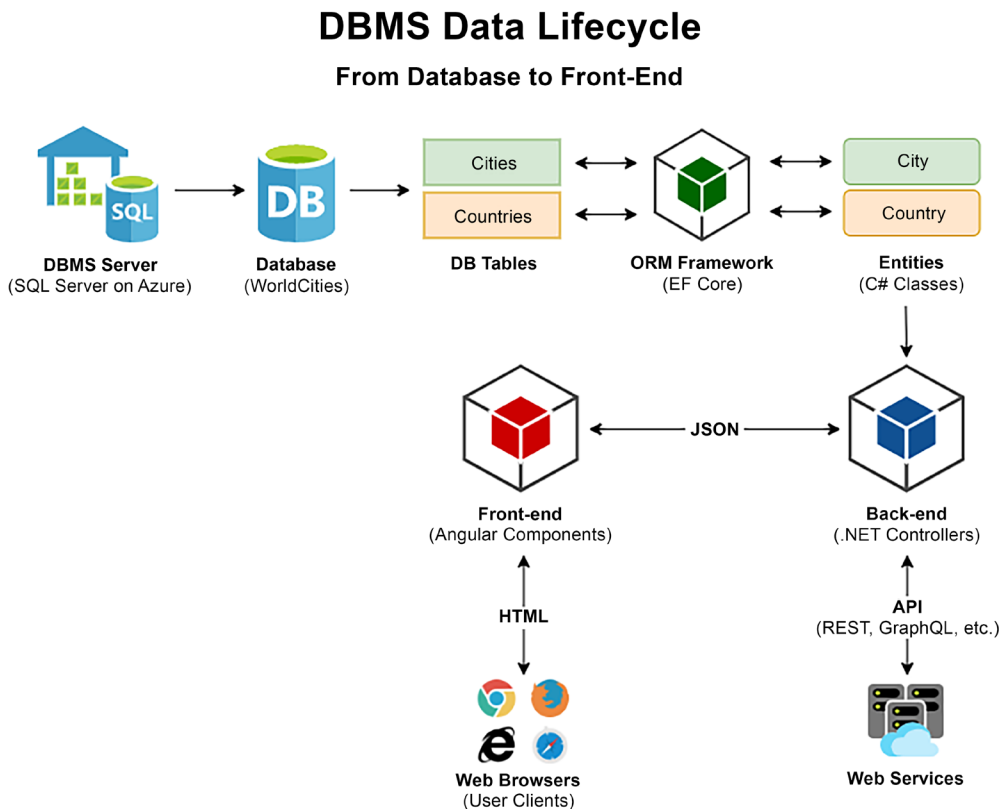 DBMS Data Lifecycle
From Database to Front-End
SQL
DB
Cities
Countries
City
Country
DBMS Server
(SQL Server on Azure)
Database
(WorldCities)
DB Tables
ORM Framework
(EF Core)
Entities
(C# Classes)
JSON
Front-end
(Angular Components)
Back-end
(.NET Controllers)
HTML
API
(REST, GraphQL, etc.)
Web Browsers
(User Clients)
Web Services